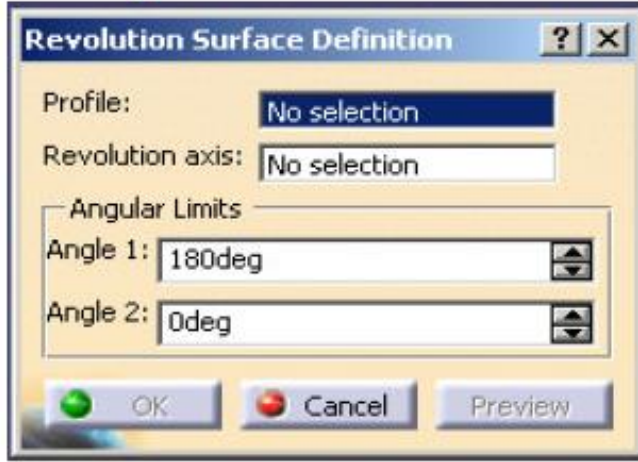 Revolution Surface Definition ? ×
Profile: No selection
Revolution axis: No selection
Angular Limits
Angle 1: 180deg
Angle 2: 0deg
OK Cancel Preview